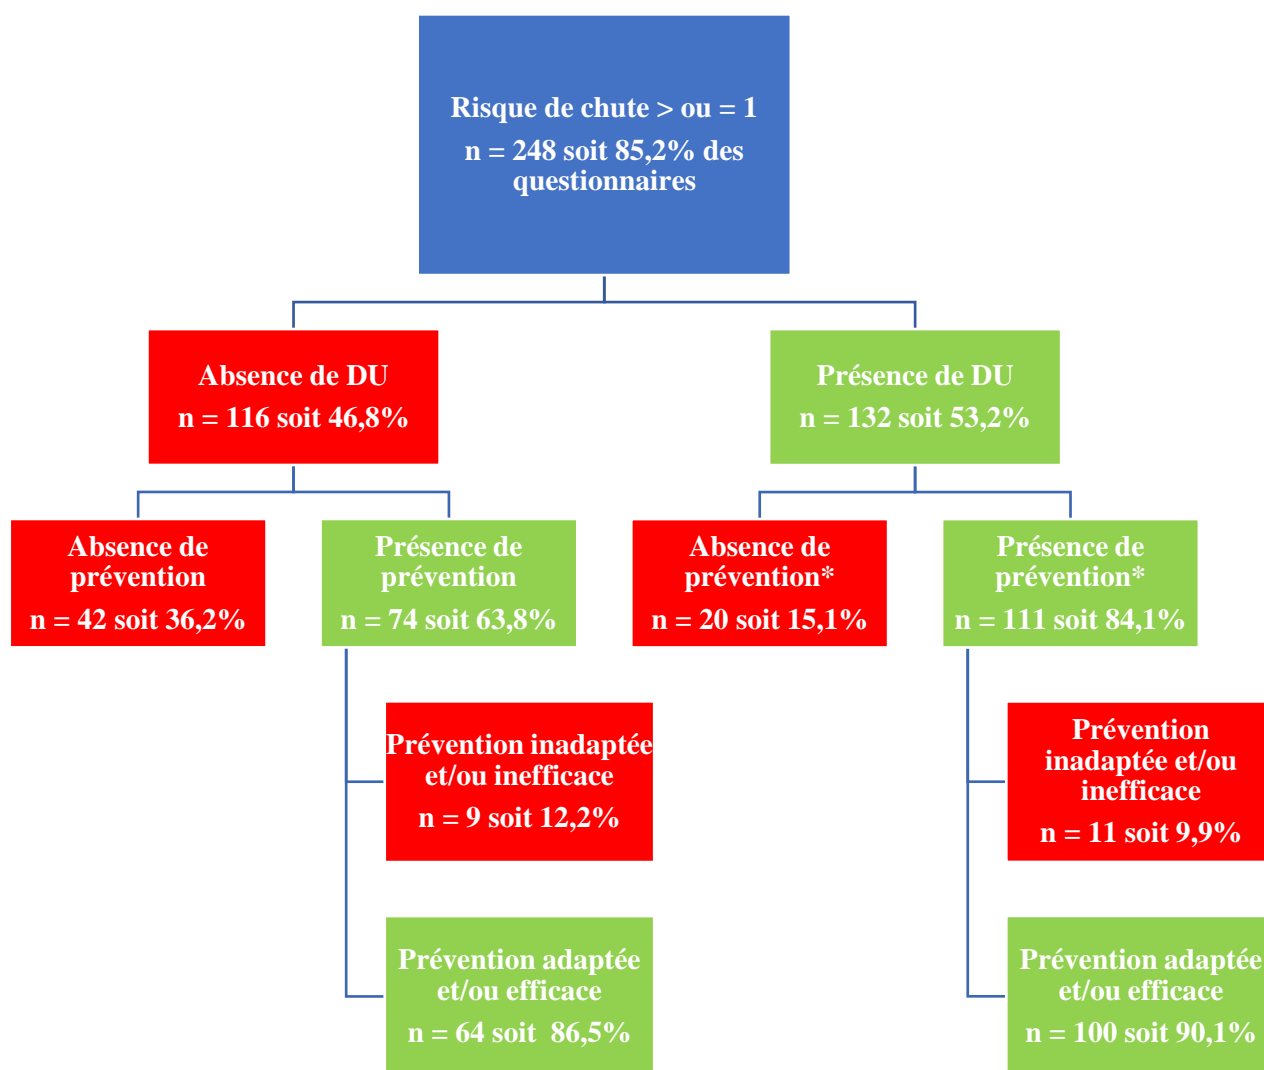 Risque de chute > ou = 1
n = 248 soit 85,2% des
questionnaires
Absence de DU
n = 116 soit 46,8%
Présence de DU
n = 132 soit 53,2%
Absence de
prévention
n = 42 soit 36,2%
Présence de
prévention
n = 74 soit 63,8%
Absence de
prévention*
n = 20 soit 15,1%
Présence de
prévention*
n = 111 soit 84,1%
Prévention inadaptée
et/ou inefficace
n = 9 soit 12,2%
Prévention
inadaptée et/ou
inefficace
n = 11 soit 9,9%
Prévention adaptée
et/ou efficace
n = 64 soit  86,5%
Prévention adaptée
et/ou efficace
n = 100 soit 90,1%